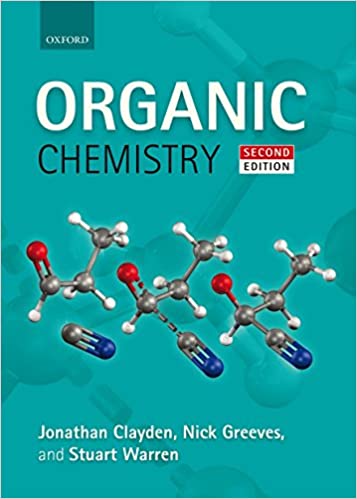 OXFORD
ORGANIC
CHEMISTRY
SECOND
EDITION
Jonathan Clayden, Nick Greeves,
and Stuart Warren